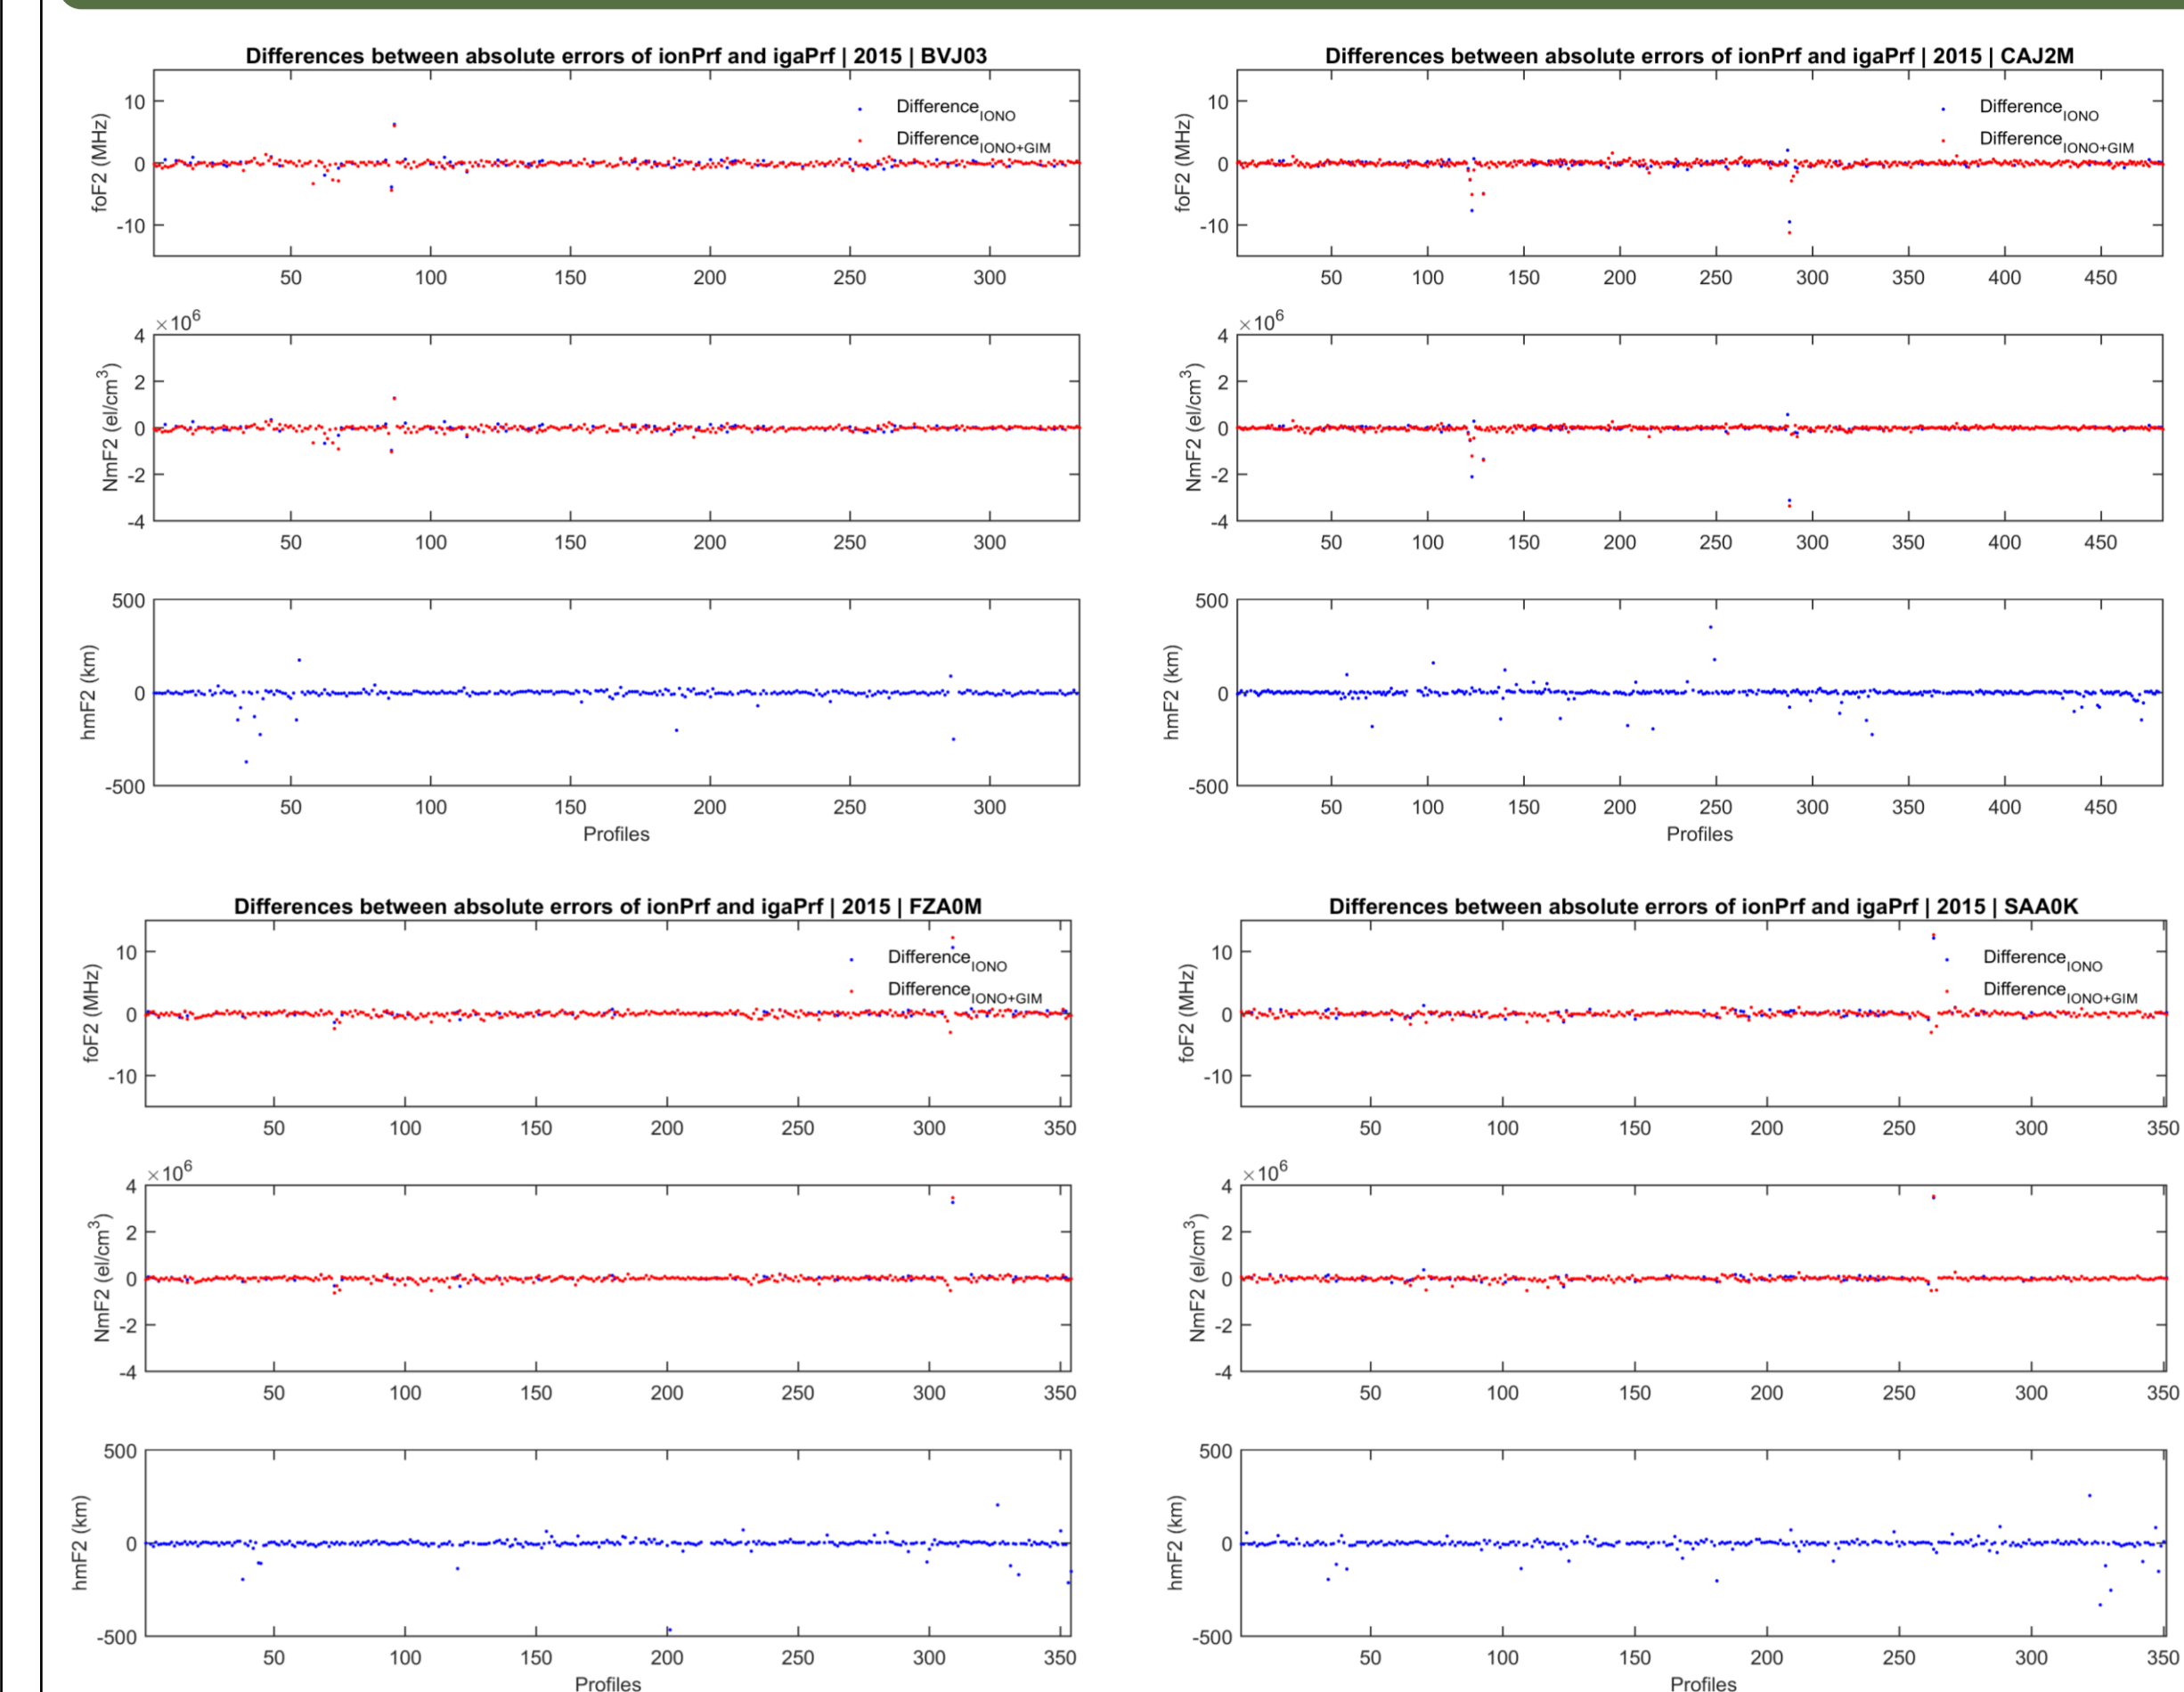 Differences between absolute errors of ionPrf and igaPrf | 2015 | BVJ03
foF2 (MHz)
10
0
-10
Difference_IONO
Difference_IONO+GIM
50 100 150 200 250 300
×10^6
NmF2 (el/cm^3)
4
2
0
-2
-4
50 100 150 200 250 300
hmF2 (km)
500
0
-500
50 100 150 200 250 300
Profiles
Differences between absolute errors of ionPrf and igaPrf | 2015 | CAJ2M
foF2 (MHz)
10
0
-10
Difference_IONO
Difference_IONO+GIM
50 100 150 200 250 300 350 400 450
×10^6
NmF2 (el/cm^3)
4
2
0
-2
-4
50 100 150 200 250 300 350 400 450
hmF2 (km)
500
0
-500
50 100 150 200 250 300 350 400 450
Profiles
Differences between absolute errors of ionPrf and igaPrf | 2015 | FZA0M
foF2 (MHz)
10
0
-10
Difference_IONO
Difference_IONO+GIM
50 100 150 200 250 300 350
×10^6
NmF2 (el/cm^3)
4
2
0
-2
-4
50 100 150 200 250 300 350
hmF2 (km)
500
0
-500
50 100 150 200 250 300 350
Profiles
Differences between absolute errors of ionPrf and igaPrf | 2015 | SAA0K
foF2 (MHz)
10
0
-10
Difference_IONO
Difference_IONO+GIM
50 100 150 200 250 300 350
×10^6
NmF2 (el/cm^3)
4
2
0
-2
-4
50 100 150 200 250 300 350
hmF2 (km)
500
0
-500
50 100 150 200 250 300 350
Profiles